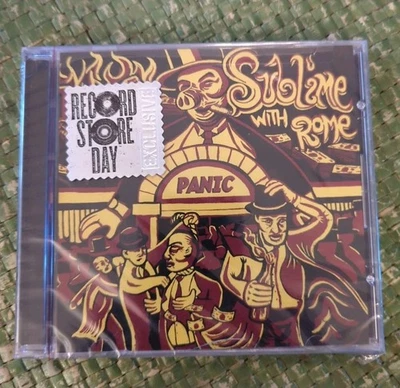 RECORD
STORE
DAY
EXCLUSIVE
SUBLIME
WITH ROME
PANIC